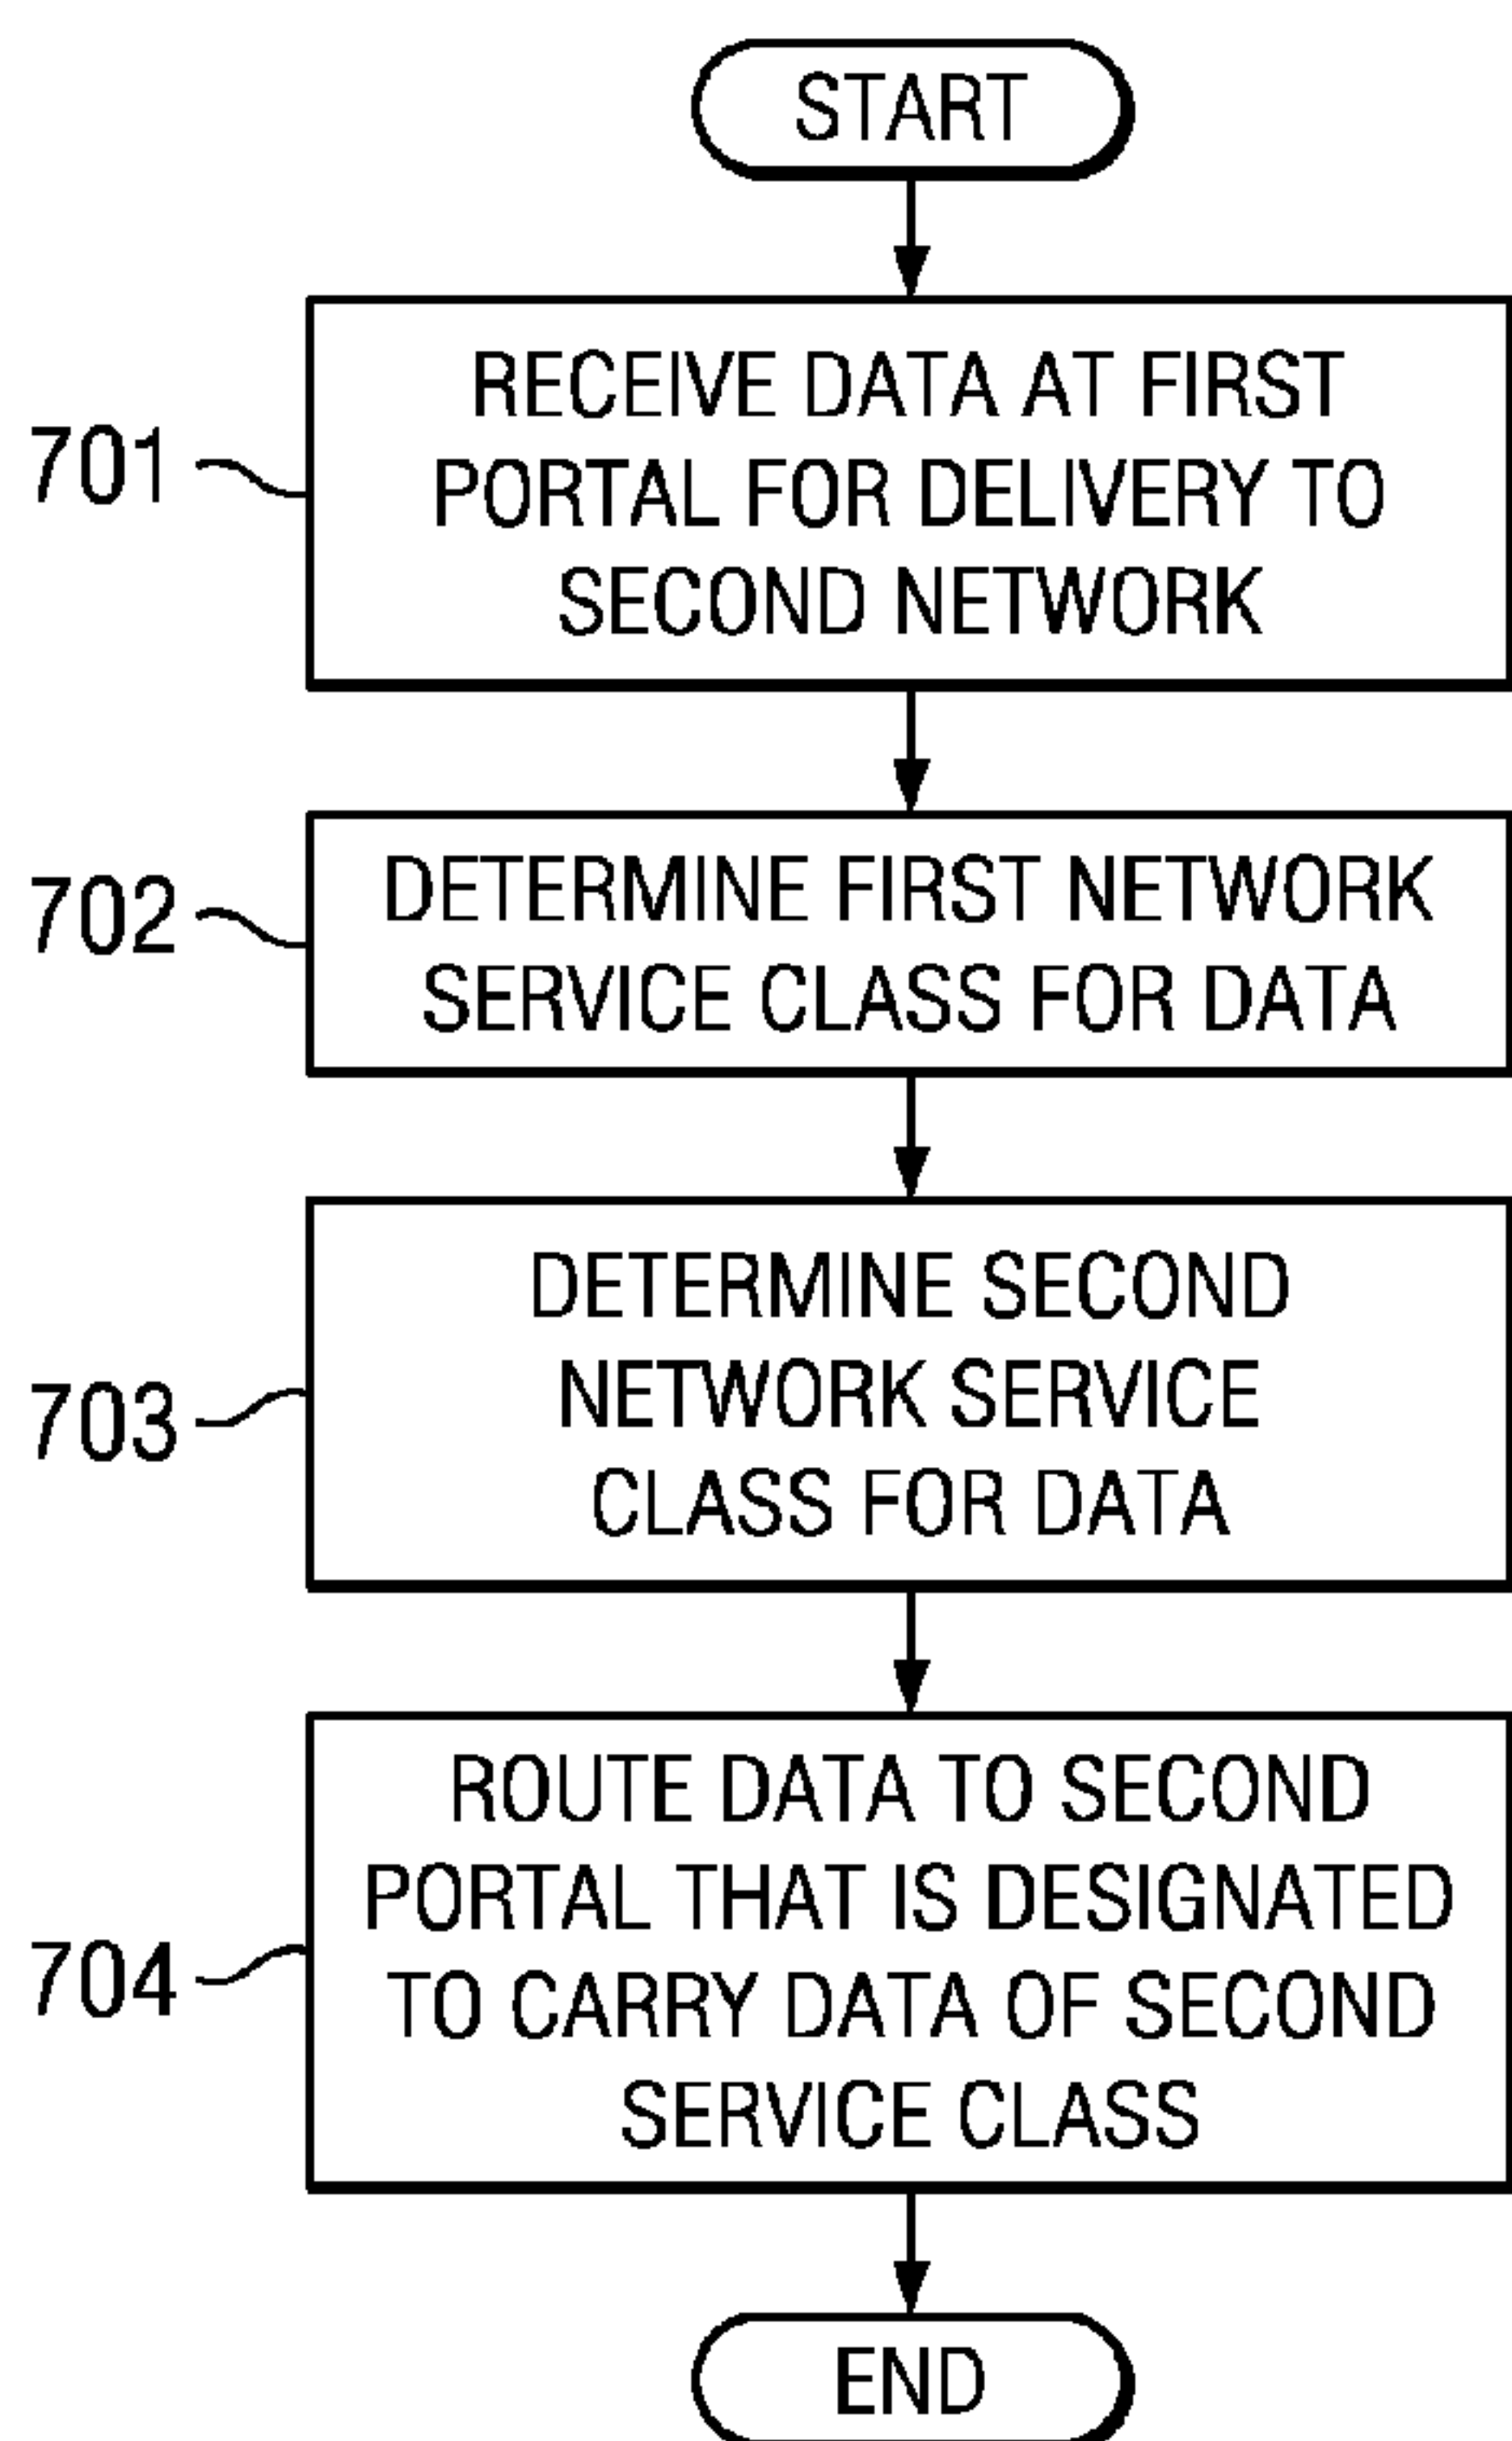 START
701
RECEIVE DATA AT FIRST
PORTAL FOR DELIVERY TO
SECOND NETWORK
702
DETERMINE FIRST NETWORK
SERVICE CLASS FOR DATA
703
DETERMINE SECOND
NETWORK SERVICE
CLASS FOR DATA
704
ROUTE DATA TO SECOND
PORTAL THAT IS DESIGNATED
TO CARRY DATA OF SECOND
SERVICE CLASS
END